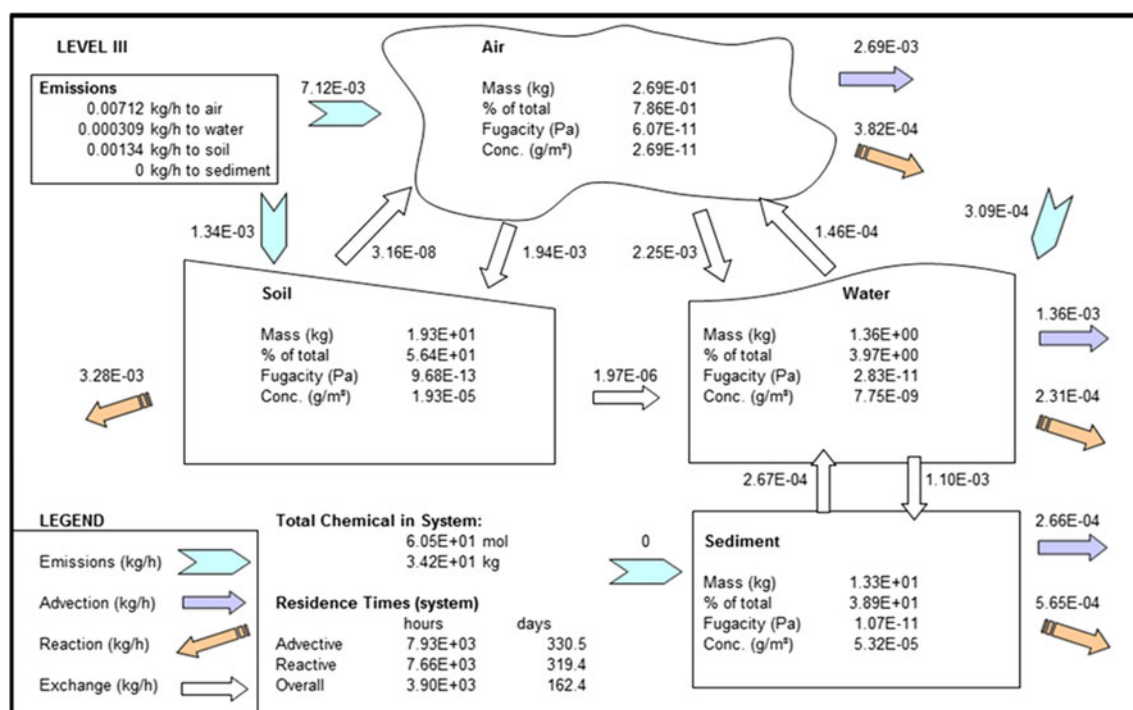 LEVEL III
Emissions
0.00712 kg/h to air
0.000309 kg/h to water
0.00134 kg/h to soil
0 kg/h to sediment
7.12E-03
Air
Mass (kg) 2.69E-01
% of total 7.86E-01
Fugacity (Pa) 6.07E-11
Conc. (g/m³) 2.69E-11
2.69E-03
3.82E-04
1.34E-03
3.16E-08
1.94E-03
2.25E-03
1.46E-04
3.09E-04
Soil
Mass (kg) 1.93E+01
% of total 5.64E+01
Fugacity (Pa) 9.68E-13
Conc. (g/m³) 1.93E-05
3.28E-03
1.97E-06
Water
Mass (kg) 1.36E+00
% of total 3.97E+00
Fugacity (Pa) 2.83E-11
Conc. (g/m³) 7.75E-09
1.36E-03
2.31E-04
2.67E-04
1.10E-03
LEGEND
Emissions (kg/h)
Advection (kg/h)
Reaction (kg/h)
Exchange (kg/h)
Total Chemical in System:
6.05E+01 mol
3.42E+01 kg
Residence Times (system)
hours days
Advective 7.93E+03 330.5
Reactive 7.66E+03 319.4
Overall 3.90E+03 162.4
0
Sediment
Mass (kg) 1.33E+01
% of total 3.89E+01
Fugacity (Pa) 1.07E-11
Conc. (g/m³) 5.32E-05
2.66E-04
5.65E-04